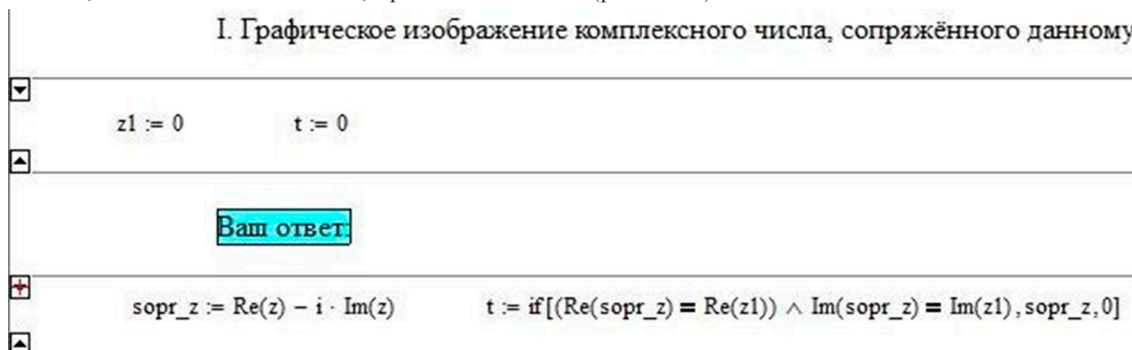 I. Графическое изображение комплексного числа, сопряжённого данному
z1 := 0 t := 0
Ваш ответ:
sopr_z := Re(z) − i · Im(z) t := if[(Re(sopr_z) = Re(z1)) ∧ Im(sopr_z) = Im(z1), sopr_z, 0]